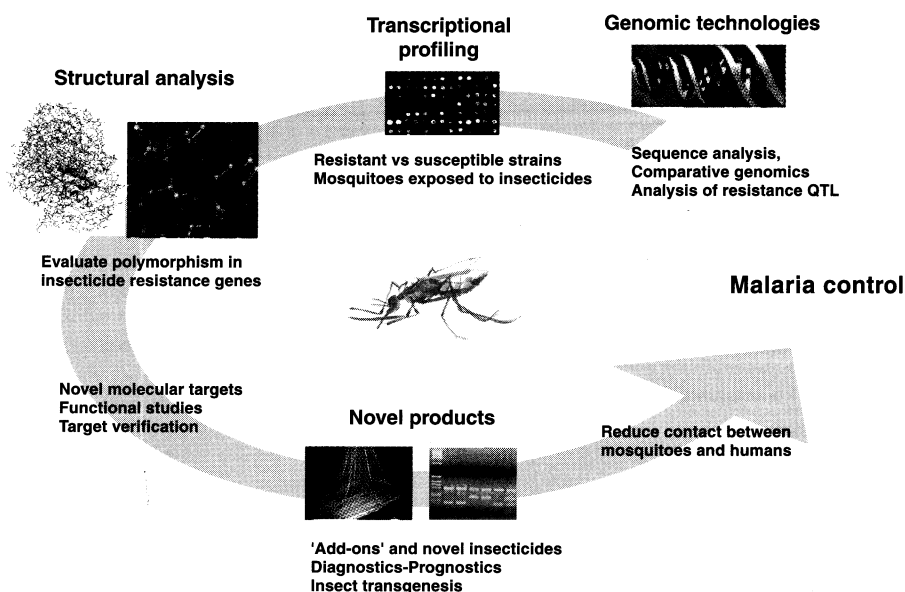 Genomic technologies
Transcriptional
profiling
Structural analysis
Resistant vs susceptible strains
Mosquitoes exposed to insecticides
Sequence analysis,
Comparative genomics
Analysis of resistance QTL
Evaluate polymorphism in
insecticide resistance genes
Malaria control
Novel molecular targets
Functional studies
Target verification
Novel products
Reduce contact between
mosquitoes and humans
'Add-ons' and novel insecticides
Diagnostics-Prognostics
Insect transgenesis